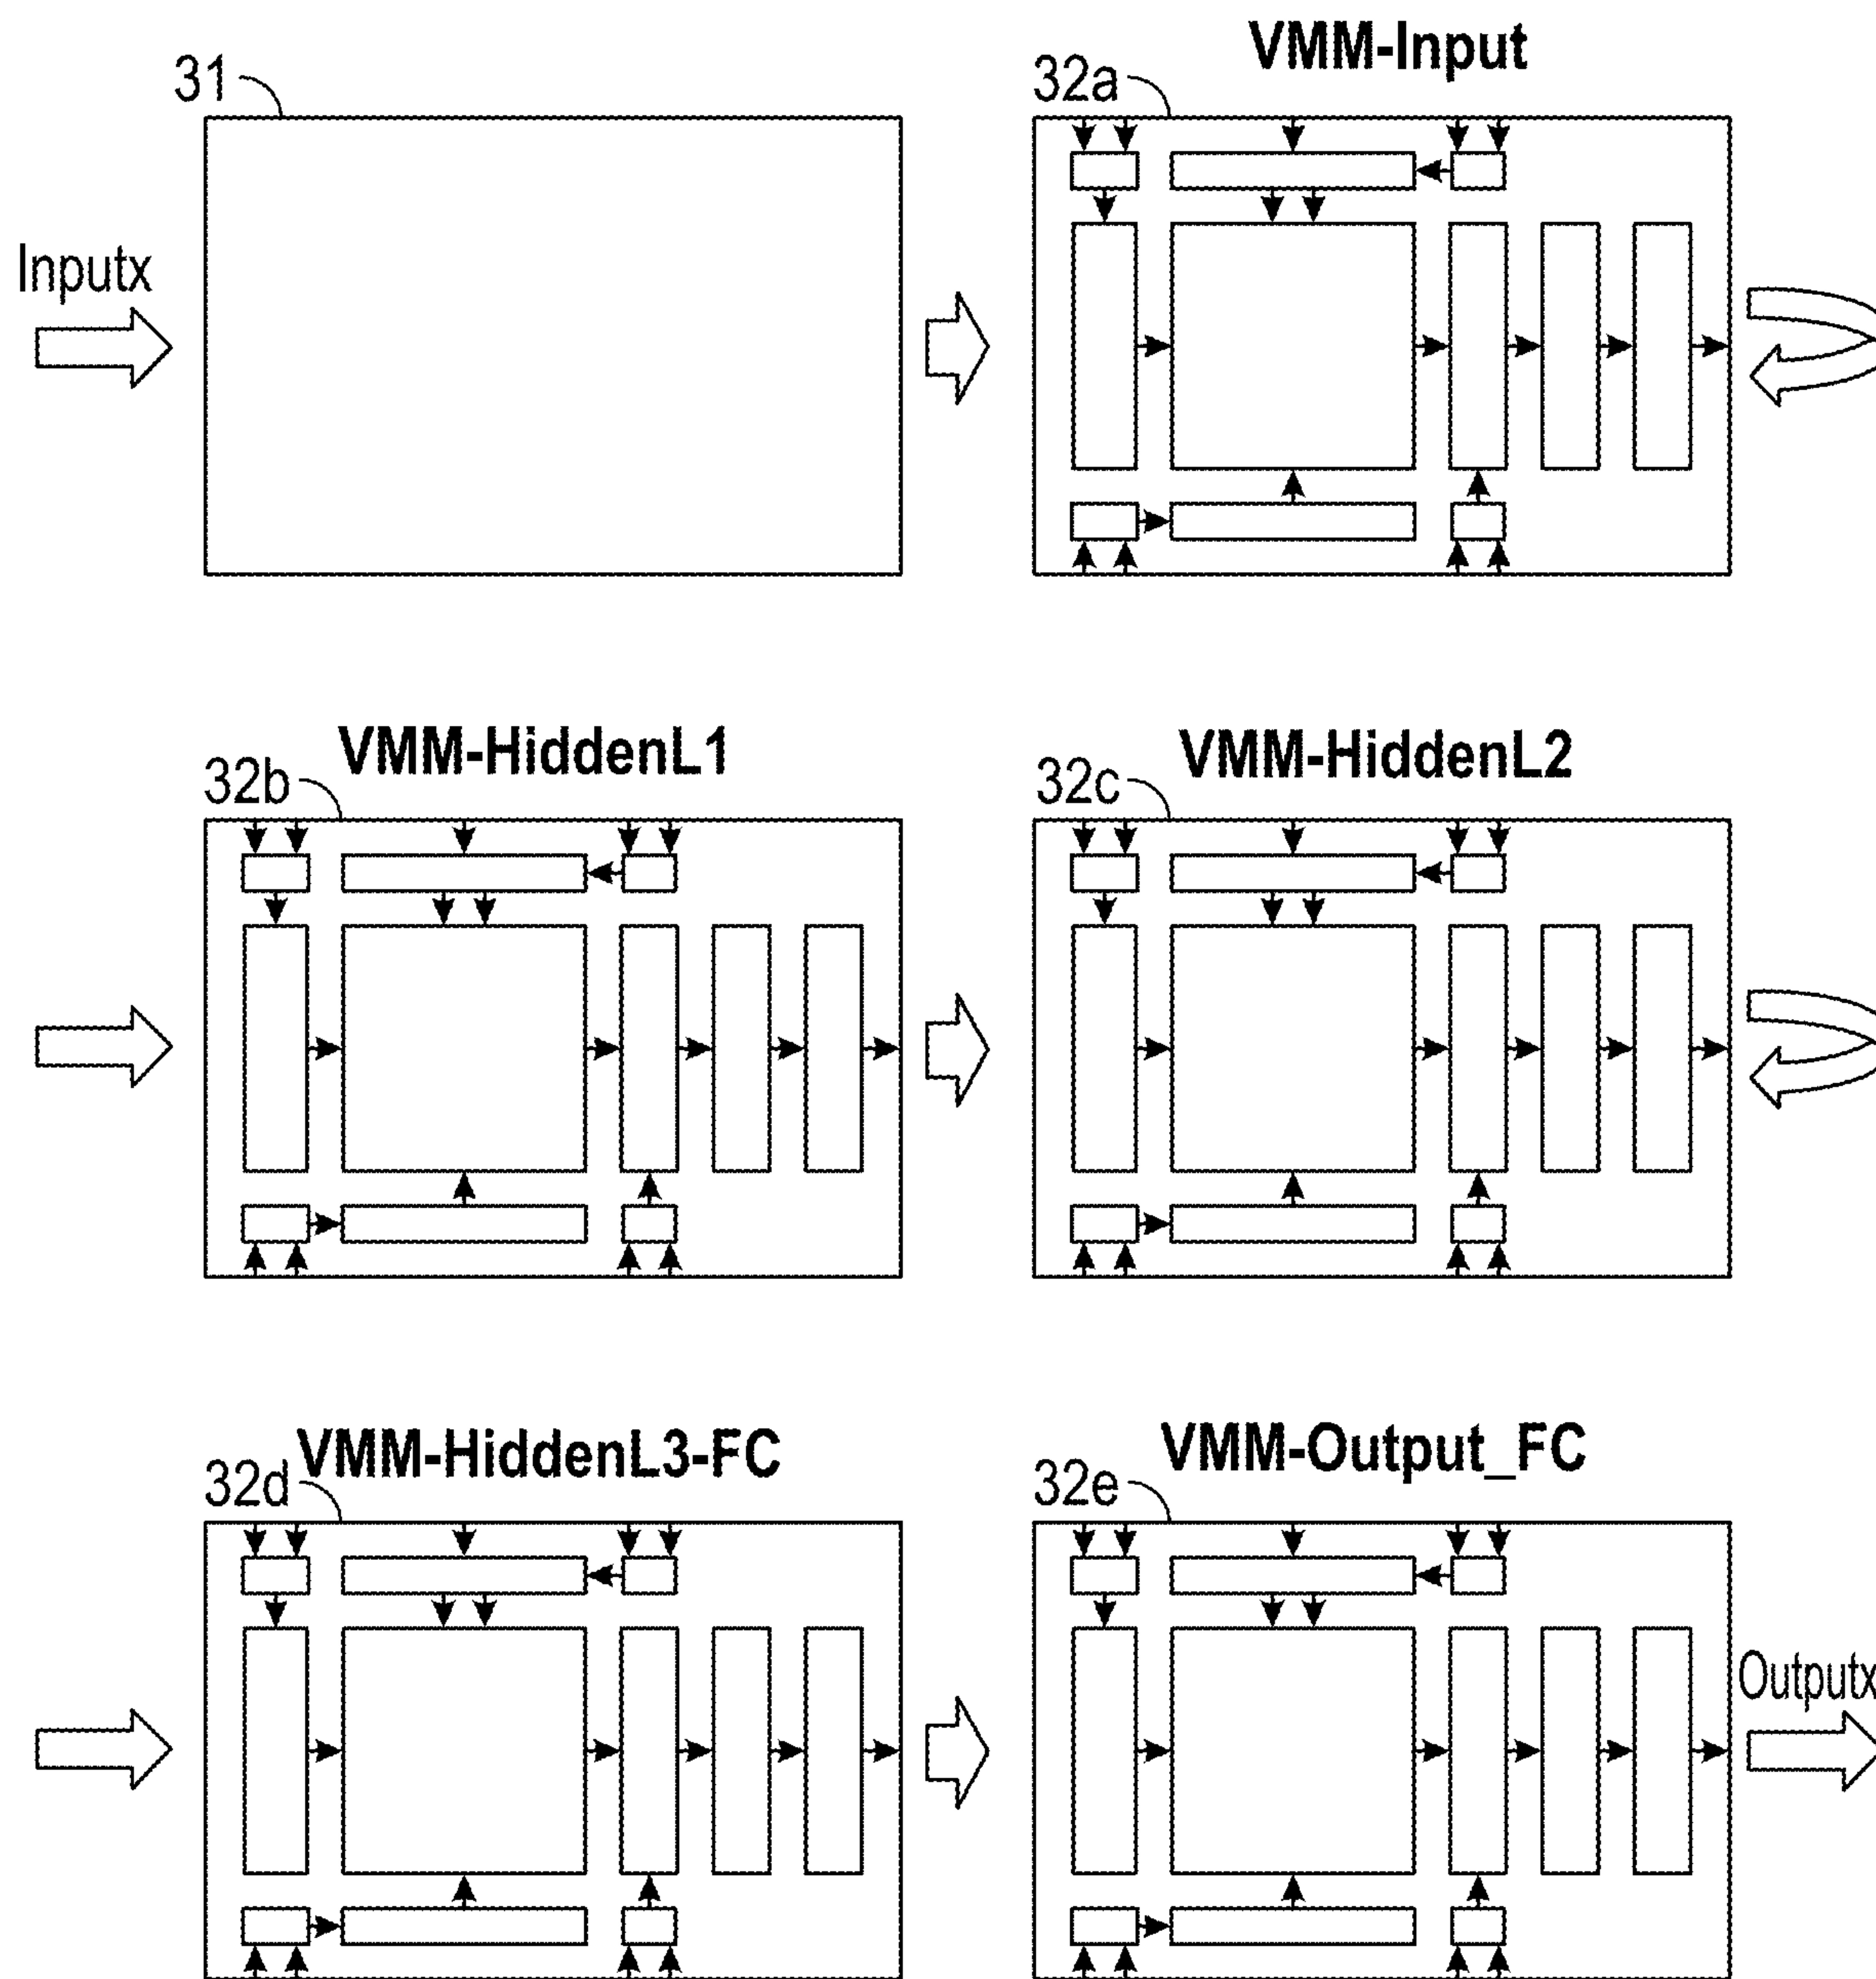 VMM-Input
31
32a
Inputx
VMM-HiddenL1
32b
VMM-HiddenL2
32c
VMM-HiddenL3-FC
32d
VMM-Output_FC
32e
Outputx